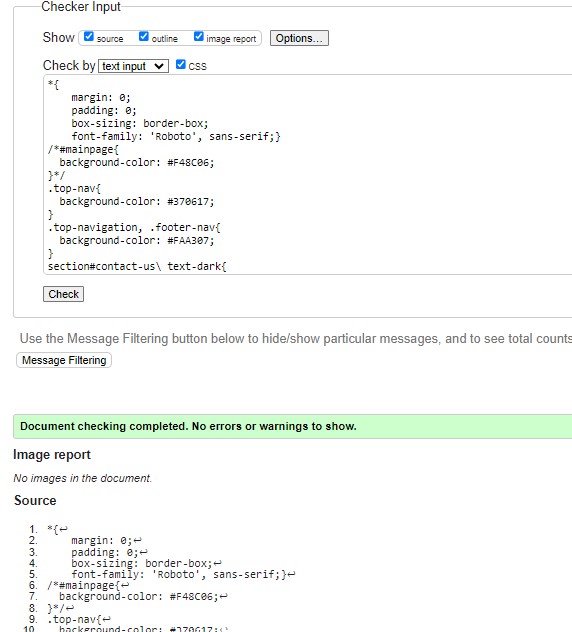 Checker Input
Show source outline image report Options...
Check by text input CSS
*{
margin: 0;
padding: 0;
box-sizing: border-box;
font-family: 'Roboto', sans-serif;}
/*#mainpage{
background-color: #F48C06;
}*/
.top-nav{
background-color: #370617;
}
.top-navigation, .footer-nav{
background-color: #FAA307;
}
section#contact-us\ text-dark{
Check
Use the Message Filtering button below to hide/show particular messages, and to see total counts
Message Filtering
Document checking completed. No errors or warnings to show.
Image report
No images in the document.
Source
1. *{↩
2. margin: 0;↩
3. padding: 0;↩
4. box-sizing: border-box;↩
5. font-family: 'Roboto', sans-serif;}↩
6. /*#mainpage{↩
7. background-color: #F48C06;↩
8. }*/↩
9. .top-nav{↩
10. background-color: #370617;↩